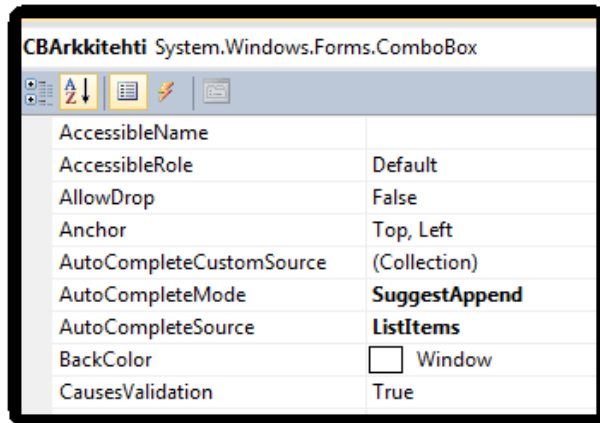 CBArkkitehti System.Windows.Forms.ComboBox
AccessibleName
AccessibleRole Default
AllowDrop False
Anchor Top, Left
AutoCompleteCustomSource (Collection)
AutoCompleteMode SuggestAppend
AutoCompleteSource ListItems
BackColor Window
CausesValidation True